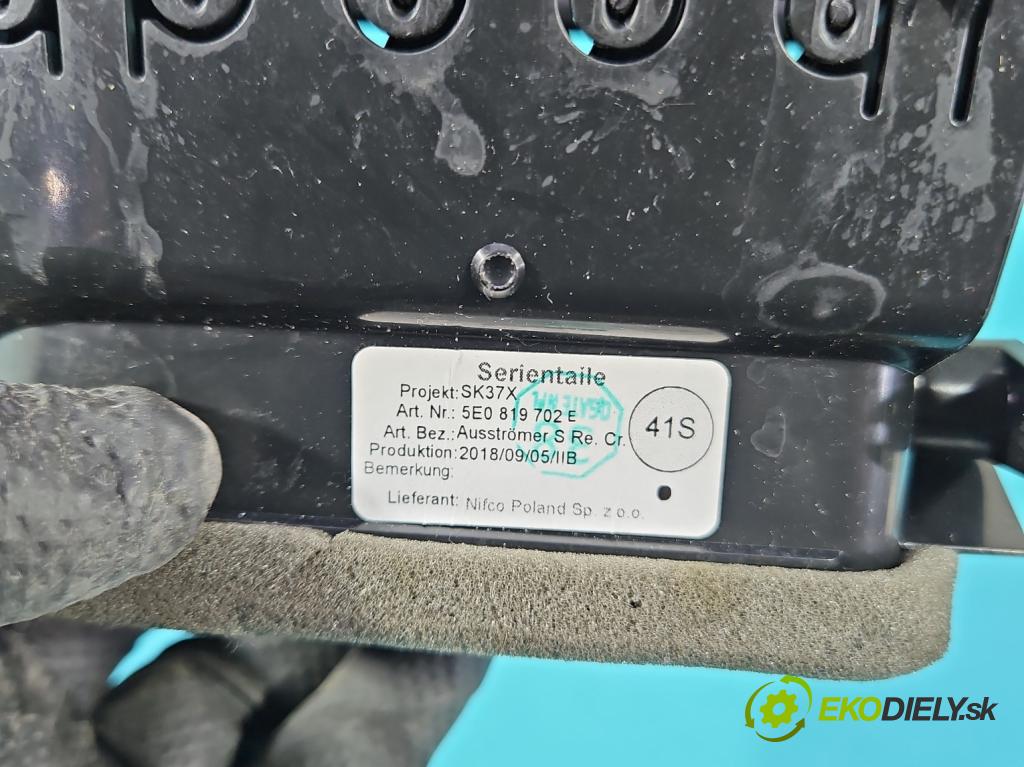 Serientaile
Projekt: SK37X
Art. Nr.: 5E0 819 702 E
Art. Bez.: Ausströmer S Re. Cr.
Produktion: 2018/09/05/IIB
Bemerkung:
Lieferant: Nifco Poland Sp. z o.o.
41S
EKODIELY.sk